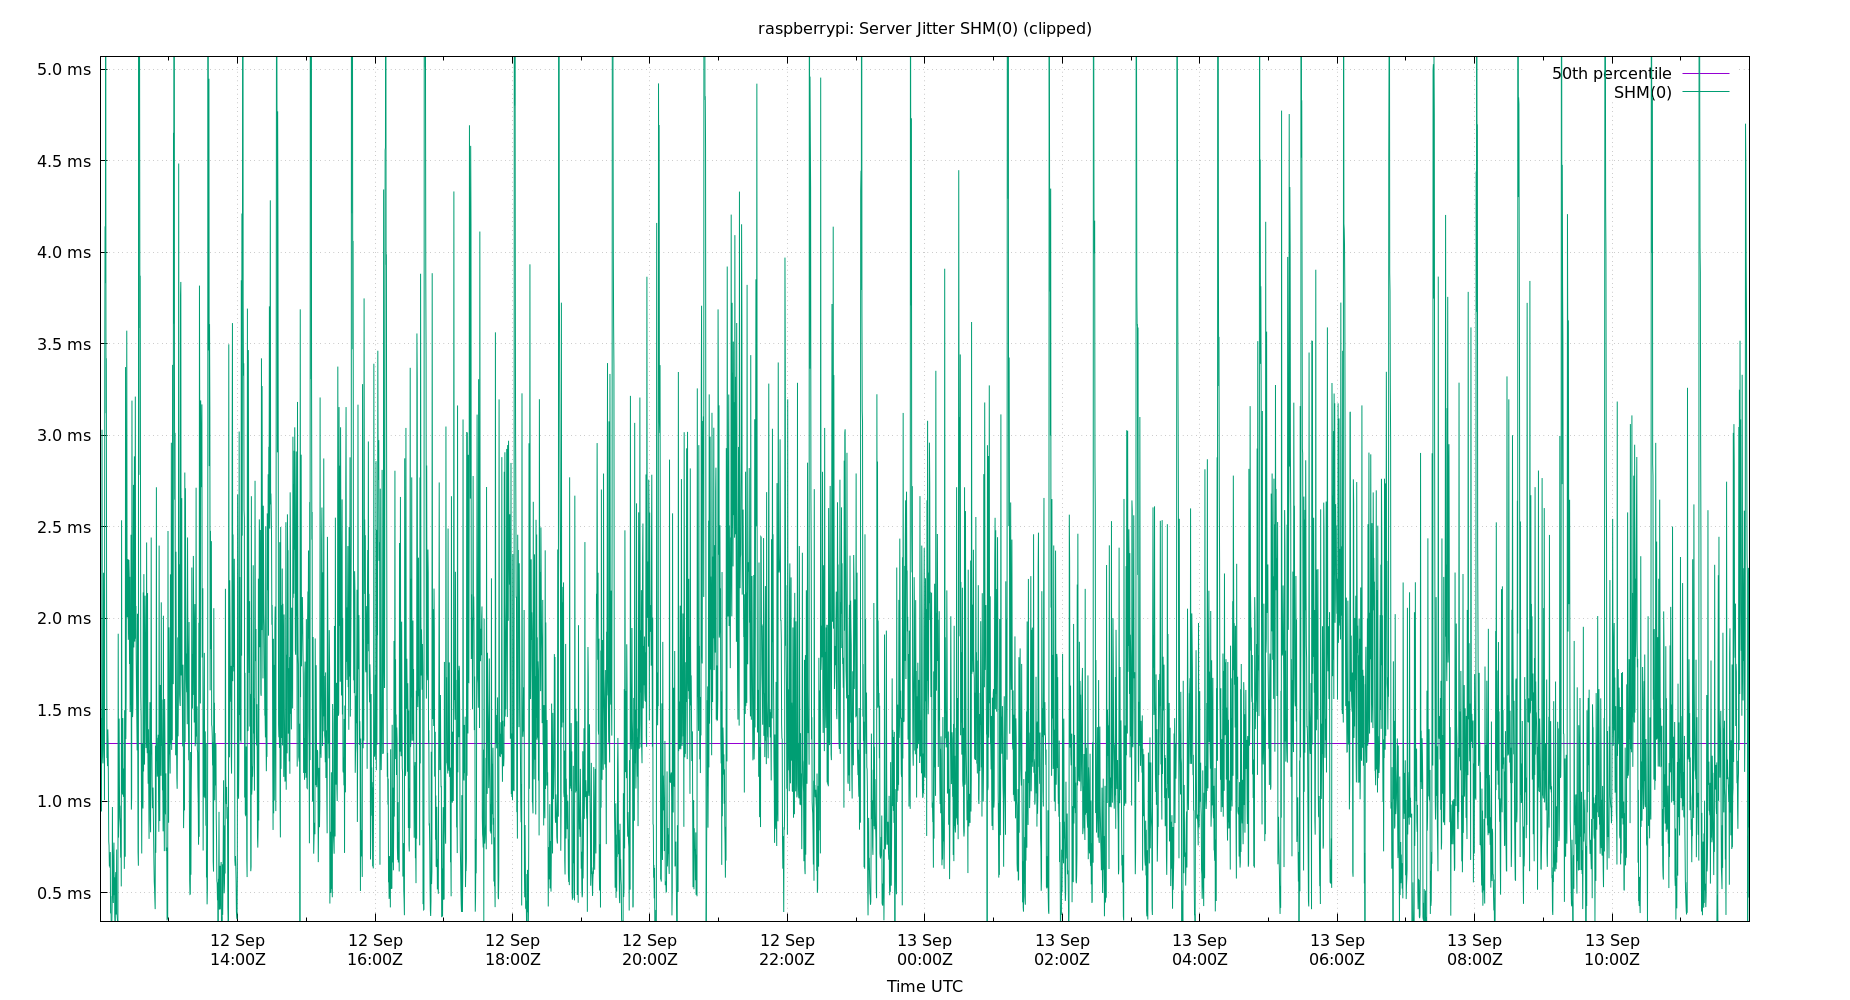 raspberrypi: Server Jitter SHM(0) (clipped)
50th percentile
SHM(0)
5.0 ms
4.5 ms
4.0 ms
3.5 ms
3.0 ms
2.5 ms
2.0 ms
1.5 ms
1.0 ms
0.5 ms
12 Sep 12 Sep 12 Sep 12 Sep 12 Sep 13 Sep 13 Sep 13 Sep 13 Sep 13 Sep 13 Sep
14:00Z 16:00Z 18:00Z 20:00Z 22:00Z 00:00Z 02:00Z 04:00Z 06:00Z 08:00Z 10:00Z
Time UTC